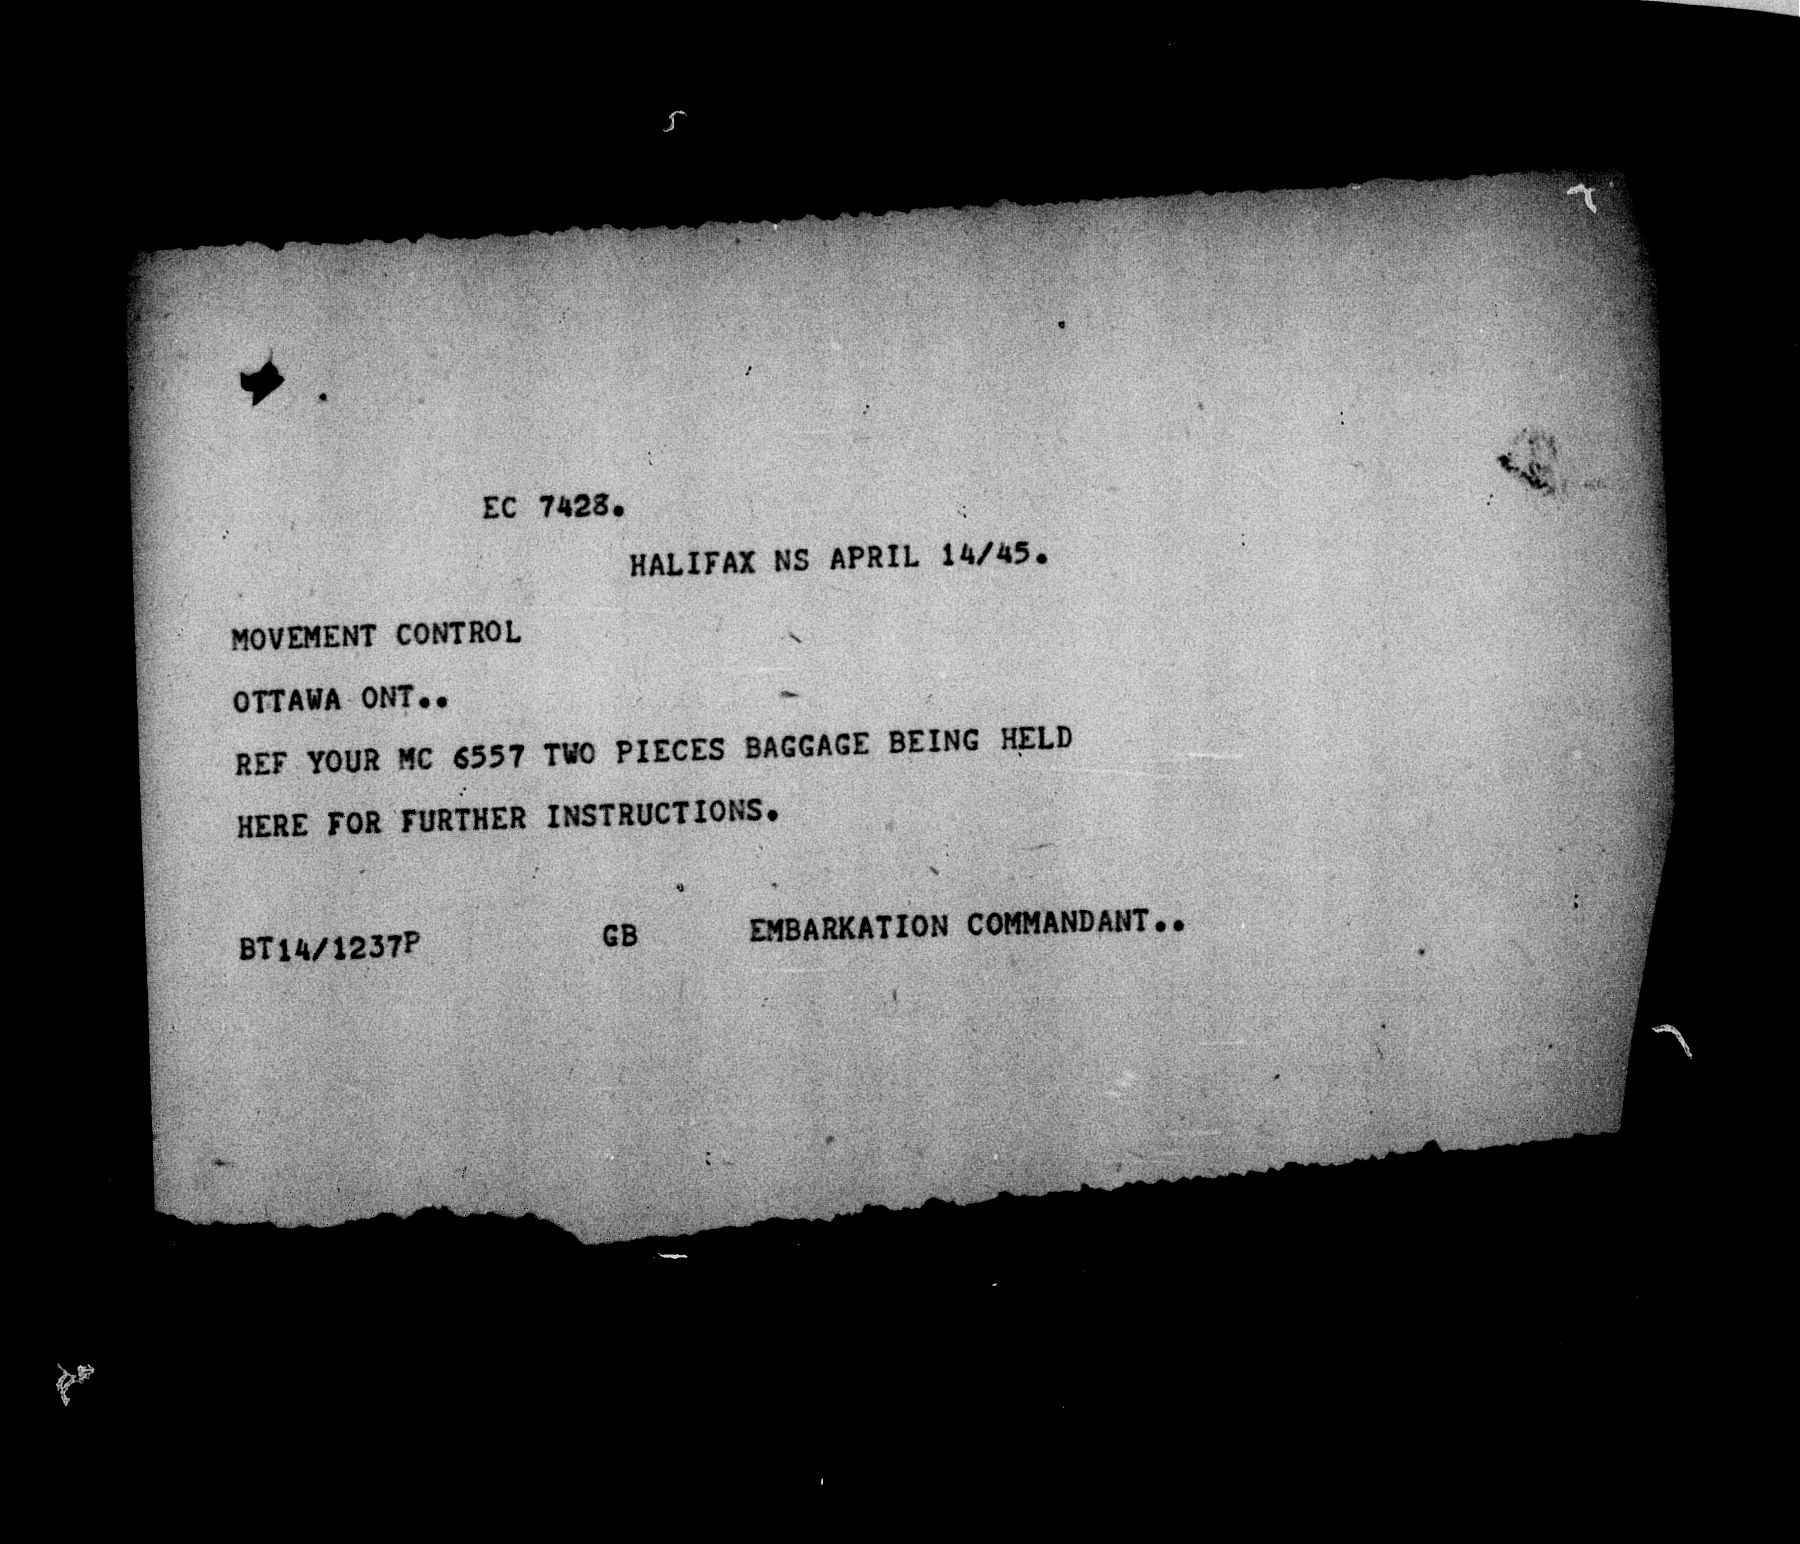 EC 7428.
HALIFAX NS APRIL 14/45.
MOVEMENT CONTROL
OTTAWA ONT..
REF YOUR MC 6557 TWO PIECES BAGGAGE BEING HELD
HERE FOR FURTHER INSTRUCTIONS.
BT14/1237P GB EMBARKATION COMMANDANT..